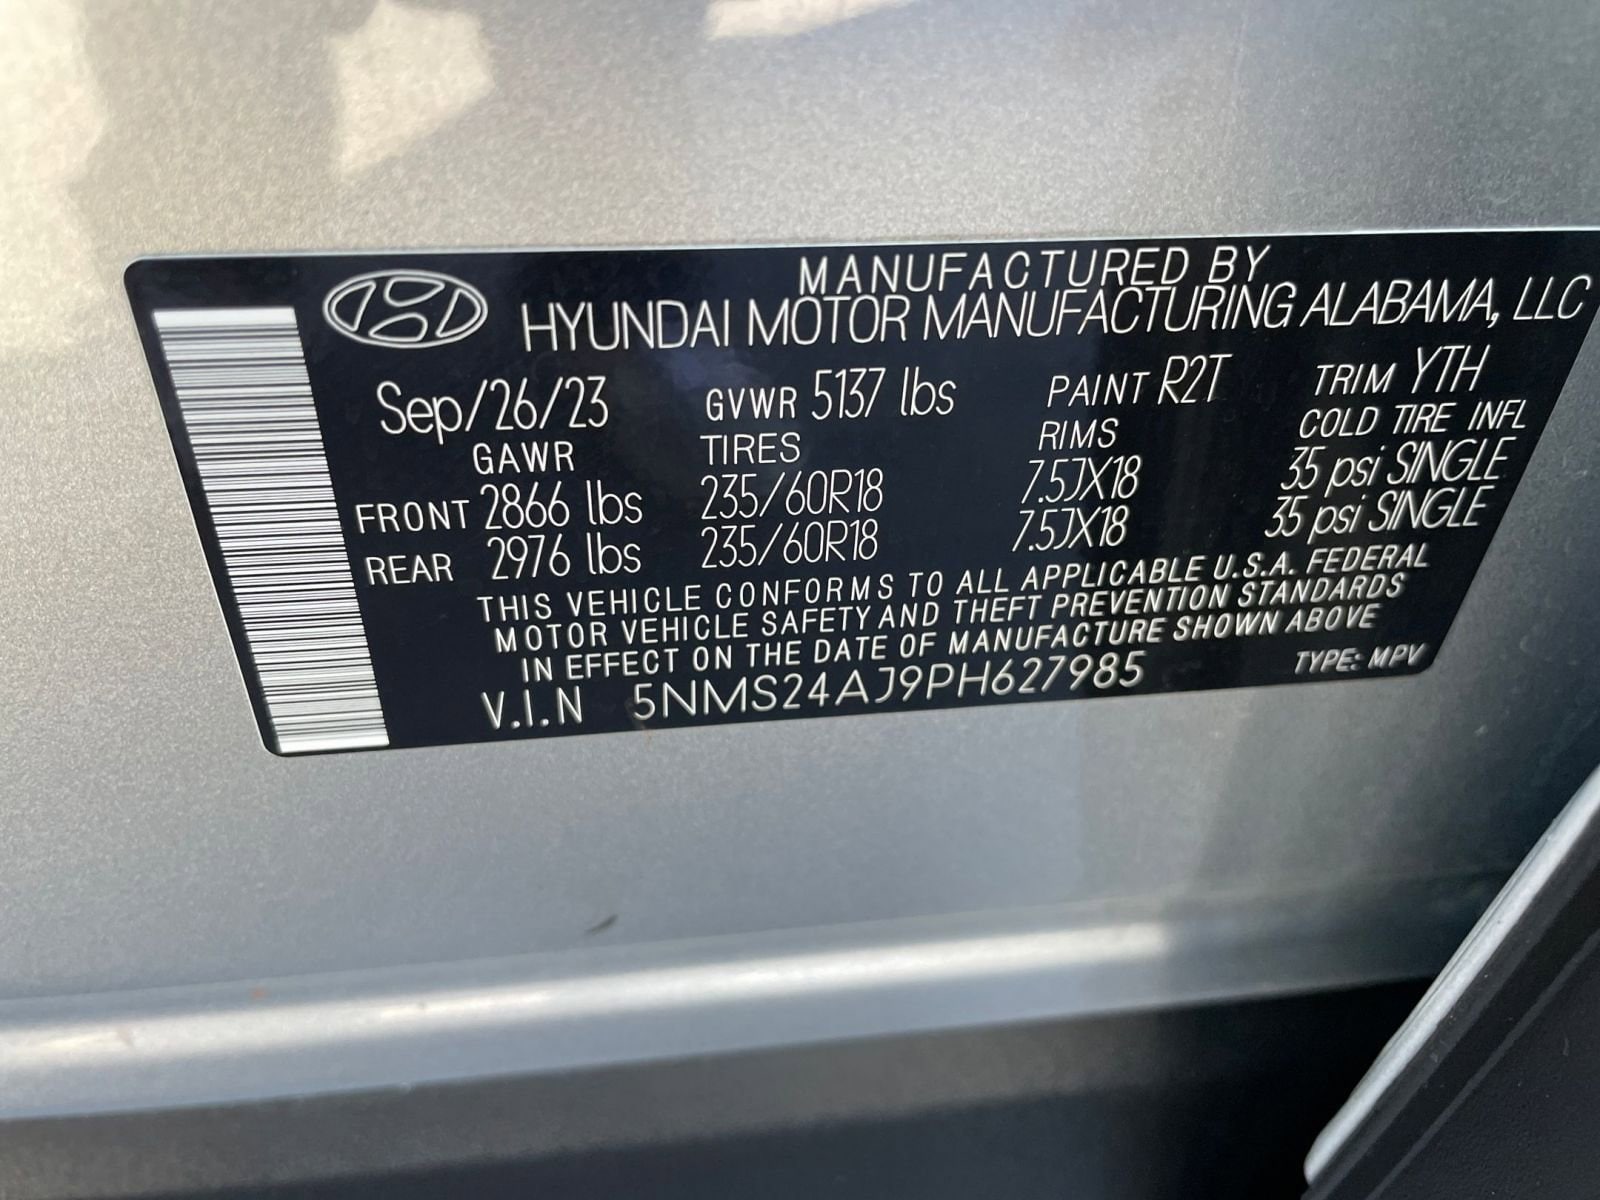 MANUFACTURED BY
HYUNDAI MOTOR MANUFACTURING ALABAMA, LLC
Sep/26/23 GVWR 5137 lbs PAINT R2T TRIM YTH
GAWR TIRES RIMS COLD TIRE INFL
FRONT 2866 lbs 235/60R18 7.5JX18 35 psi SINGLE
REAR 2976 lbs 235/60R18 7.5JX18 35 psi SINGLE
THIS VEHICLE CONFORMS TO ALL APPLICABLE U.S.A. FEDERAL
MOTOR VEHICLE SAFETY AND THEFT PREVENTION STANDARDS
IN EFFECT ON THE DATE OF MANUFACTURE SHOWN ABOVE
V.I.N 5NMS24AJ9PH627985 TYPE: MPV